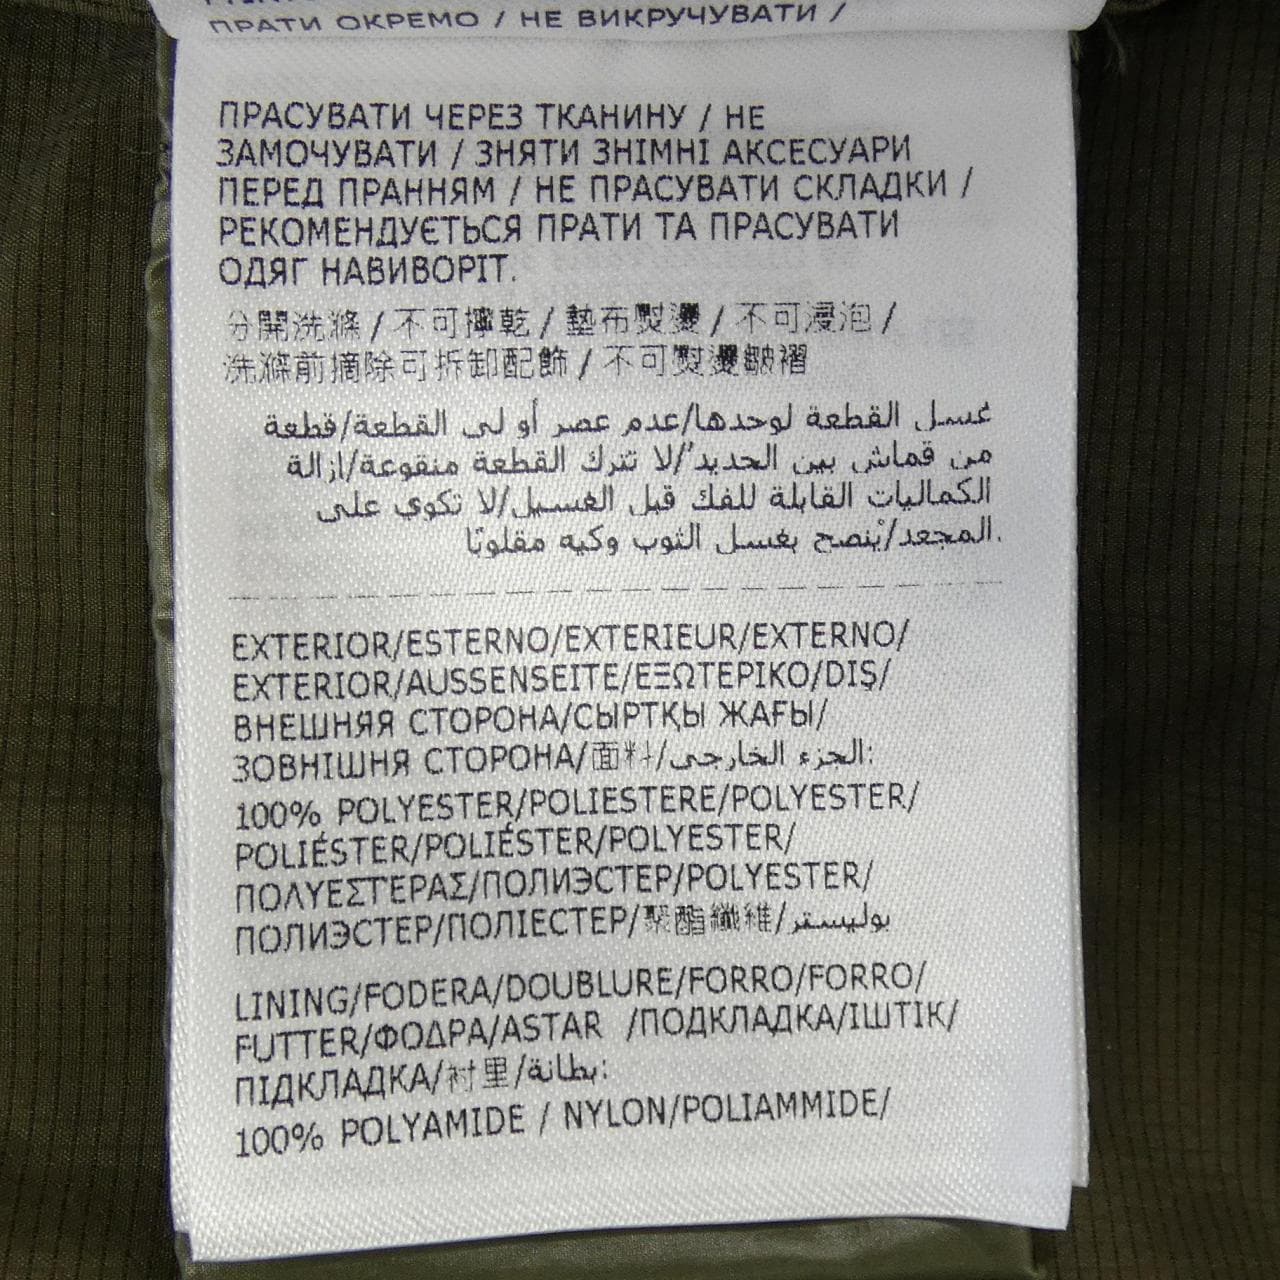 ПРАТИ ОКРЕМО / НЕ ВИКРУЧУВАТИ /
ПРАСУВАТИ ЧЕРЕЗ ТКАНИНУ / НЕ
ЗАМОЧУВАТИ / ЗНЯТИ ЗНІМНІ АКСЕСУАРИ
ПЕРЕД ПРАННЯМ / НЕ ПРАСУВАТИ СКЛАДКИ /
РЕКОМЕНДУЄТЬСЯ ПРАТИ ТА ПРАСУВАТИ
ОДЯГ НАВИВОРІТ.
分開洗滌 / 不可擰乾 / 墊布熨燙 / 不可浸泡 /
洗滌前摘除可拆卸配飾 / 不可熨燙皺褶
غسل القطعة لوحدها/عدم عصر أو لى القطعة/قطعة
من قماش بين الحديد"/لا تترك القطعة منقوعة/ازالة
الكماليات القابلة للفك قبل الغسيل/لا تكوي على
المجعد/يُنصح بغسل الثوب وكيه مقلوبًا.
EXTERIOR/ESTERNO/EXTERIEUR/EXTERNO/
EXTERIOR/AUSSENSEITE/ΕΞΩΤΕΡΙΚΟ/DIŞ/
ВНЕШНЯЯ СТОРОНА/СЫРТҚЫ ЖАҒЫ/
ЗОВНІШНЯ СТОРОНА/面料/الجزء الخارجى:
100% POLYESTER/POLIESTERE/POLYESTER/
POLIÉSTER/POLIÉSTER/POLYESTER/
ΠΟΛΥΕΣΤΕΡΑΣ/ПОЛИЭСТЕР/POLYESTER/
ПОЛИЭСТЕР/ПОЛІЕСТЕР/聚酯纖維/بوليستر
LINING/FODERA/DOUBLURE/FORRO/FORRO/
FUTTER/ΦΟΔΡΑ/ASTAR /ПОДКЛАДКА/ІШТІК/
ПІДКЛАДКА/衬里/بطانة:
100% POLYAMIDE / NYLON/POLIAMMIDE/